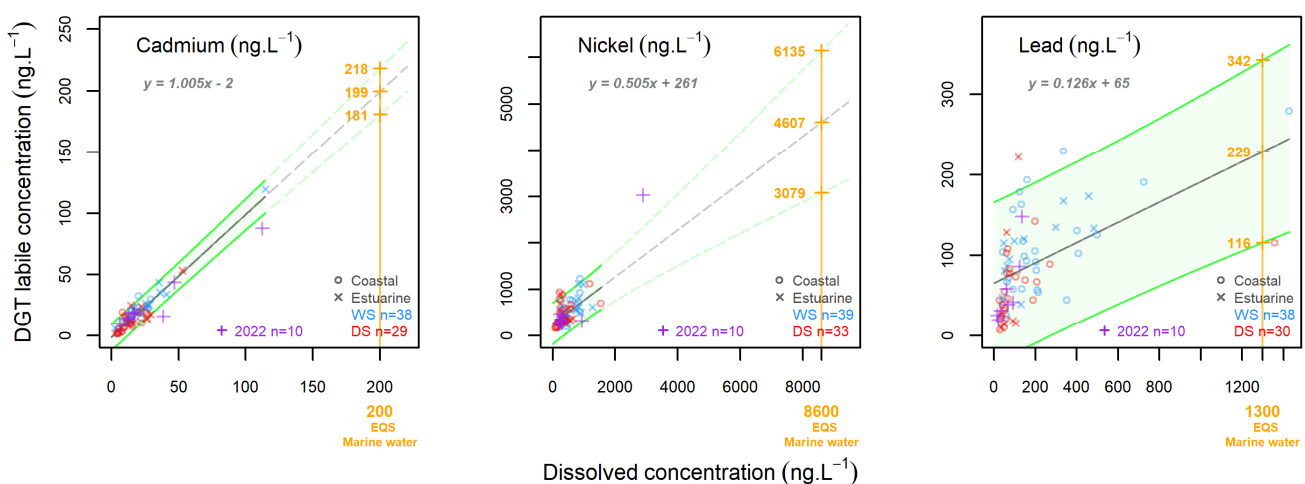 DGT labile concentration (ng.L⁻¹)
Cadmium (ng.L⁻¹)
y = 1.005x - 2
218
199
181
250
200
150
100
50
0
Coastal
Estuarine
WS n=38
2022 n=10
DS n=29
0
50
100
150
200
200
EQS
Marine water
Nickel (ng.L⁻¹)
y = 0.505x + 261
6135
4607
3079
5000
3000
1000
0
Coastal
Estuarine
WS n=39
2022 n=10
DS n=33
0
2000
4000
6000
8000
8600
EQS
Marine water
Lead (ng.L⁻¹)
y = 0.126x + 65
342
229
116
300
200
100
0
Coastal
Estuarine
WS n=38
2022 n=10
DS n=30
0
200
400
600
800
1200
1300
EQS
Marine water
Dissolved concentration (ng.L⁻¹)